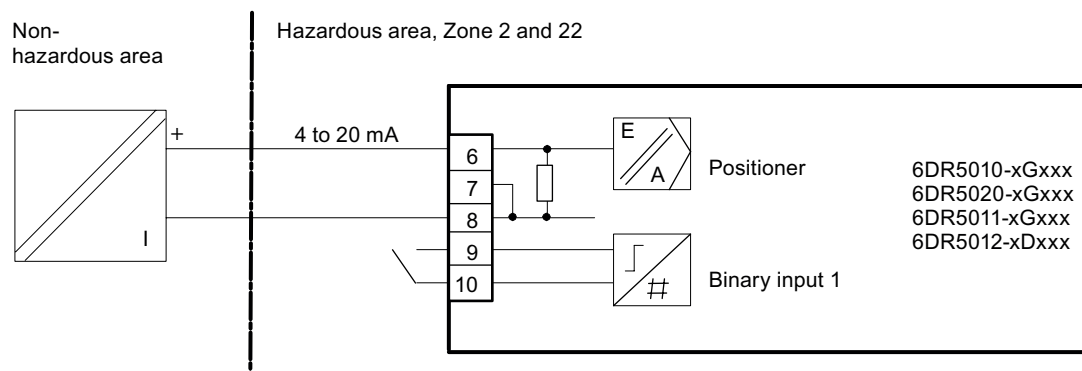 Non-
hazardous area
Hazardous area, Zone 2 and 22
+
4 to 20 mA
I
6
7
8
9
10
E
A
Positioner
Binary input 1
6DR5010-xGxxx
6DR5020-xGxxx
6DR5011-xGxxx
6DR5012-xDxxx